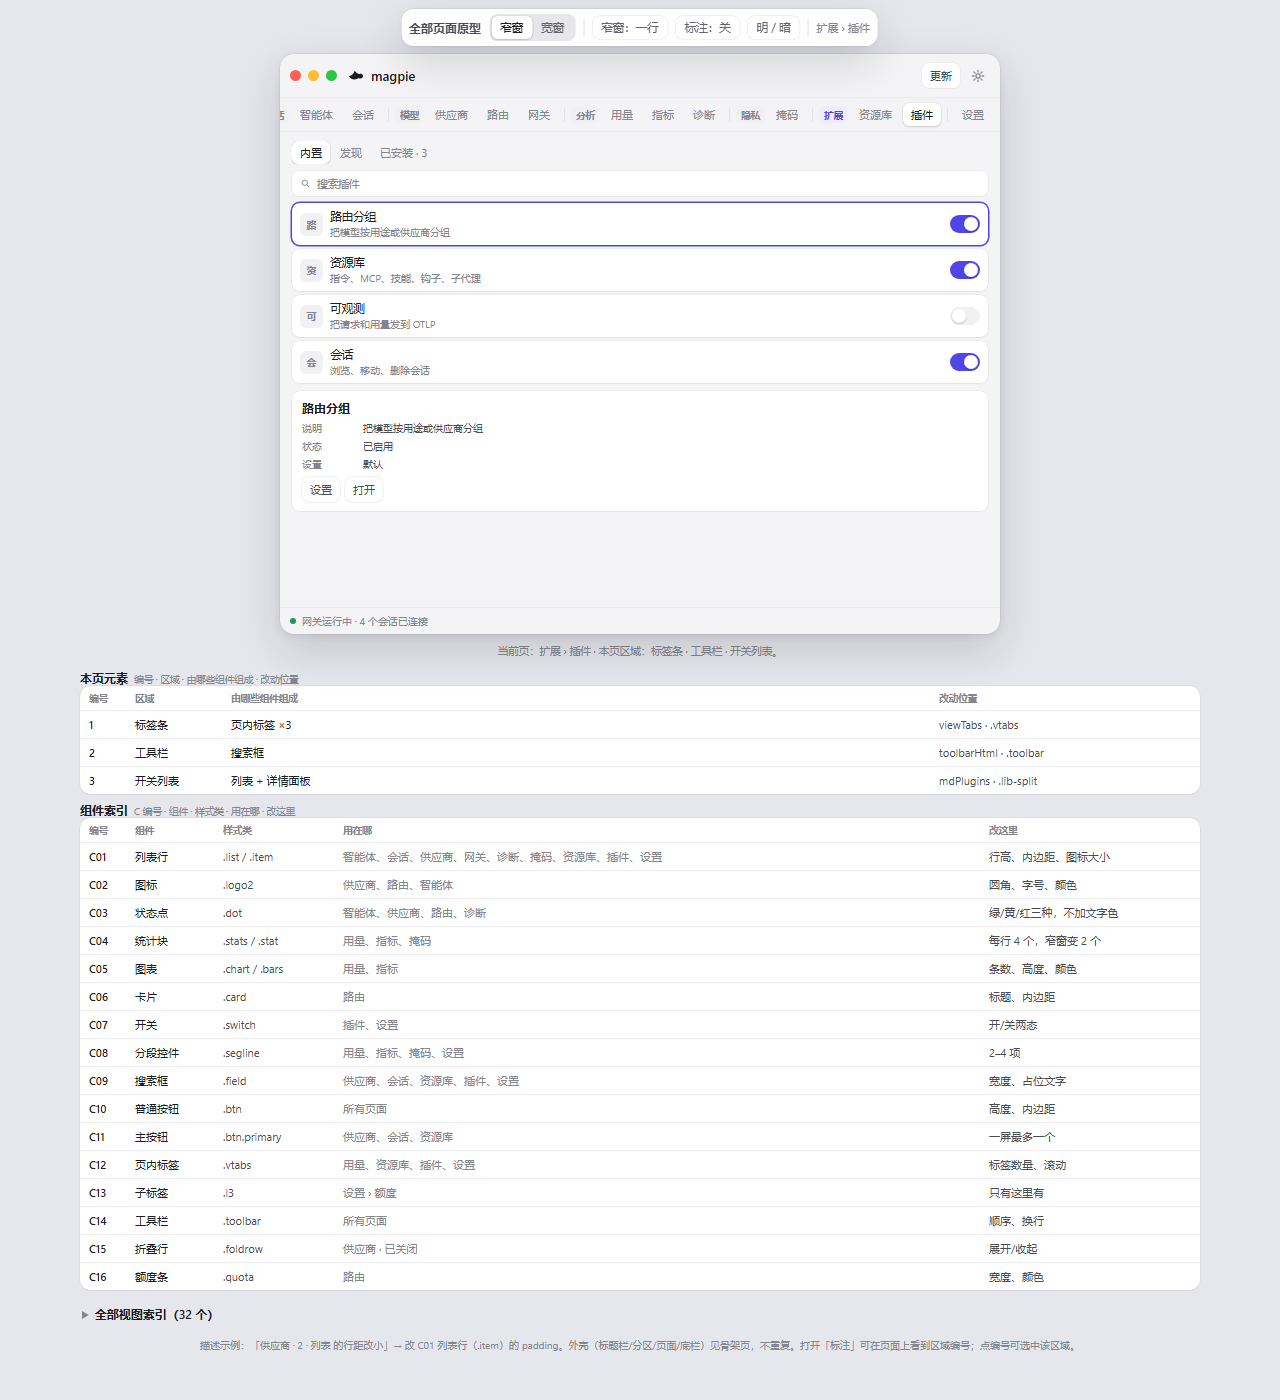 全部页面原型 窄窗 宽窗 窄窗：一行 标注：关 明 / 暗 扩展 › 插件
magpie 更新
智能体 会话 模型 供应商 路由 网关 分析 用量 指标 诊断 隐私 掩码 扩展 资源库 插件 设置
内置 发现 已安装 · 3
搜索插件
路 路由分组
把模型按用途或供应商分组
资 资源库
指令、MCP、技能、钩子、子代理
可 可观测
把请求和用量发到 OTLP
会 会话
浏览、移动、删除会话
路由分组
说明 把模型按用途或供应商分组
状态 已启用
设置 默认
设置 打开
网关运行中 · 4 个会话已连接
当前页：扩展 › 插件 · 本页区域：标签条 · 工具栏 · 开关列表。
本页元素 编号 · 区域 · 由哪些组件组成 · 改动位置
编号 区域 由哪些组件组成 改动位置
1 标签条 页内标签 ×3 viewTabs · .vtabs
2 工具栏 搜索框 toolbarHtml · .toolbar
3 开关列表 列表 + 详情面板 mdPlugins · .lib-split
组件索引 C 编号 · 组件 · 样式类 · 用在哪 · 改这里
编号 组件 样式类 用在哪 改这里
C01 列表行 .list / .item 智能体、会话、供应商、网关、诊断、掩码、资源库、插件、设置 行高、内边距、图标大小
C02 图标 .logo2 供应商、路由、智能体 圆角、字号、颜色
C03 状态点 .dot 智能体、供应商、路由、诊断 绿/黄/红三种，不加文字色
C04 统计块 .stats / .stat 用量、指标、掩码 每行 4 个，窄窗变 2 个
C05 图表 .chart / .bars 用量、指标 条数、高度、颜色
C06 卡片 .card 路由 标题、内边距
C07 开关 .switch 插件、设置 开/关两态
C08 分段控件 .segline 用量、指标、掩码、设置 2–4 项
C09 搜索框 .field 供应商、会话、资源库、插件、设置 宽度、占位文字
C10 普通按钮 .btn 所有页面 高度、内边距
C11 主按钮 .btn.primary 供应商、会话、资源库 一屏最多一个
C12 页内标签 .vtabs 用量、资源库、插件、设置 标签数量、滚动
C13 子标签 .l3 设置 › 额度 只有这里有
C14 工具栏 .toolbar 所有页面 顺序、换行
C15 折叠行 .foldrow 供应商 · 已关闭 展开/收起
C16 额度条 .quota 路由 宽度、颜色
全部视图索引（32 个）
描述示例：「供应商 · 2 · 列表 的行距改小」→ 改 C01 列表行（.item）的 padding。外壳（标题栏/分区/页面/底栏）见骨架页，不重复。打开「标注」可在页面上看到区域编号；点编号可选中该区域。